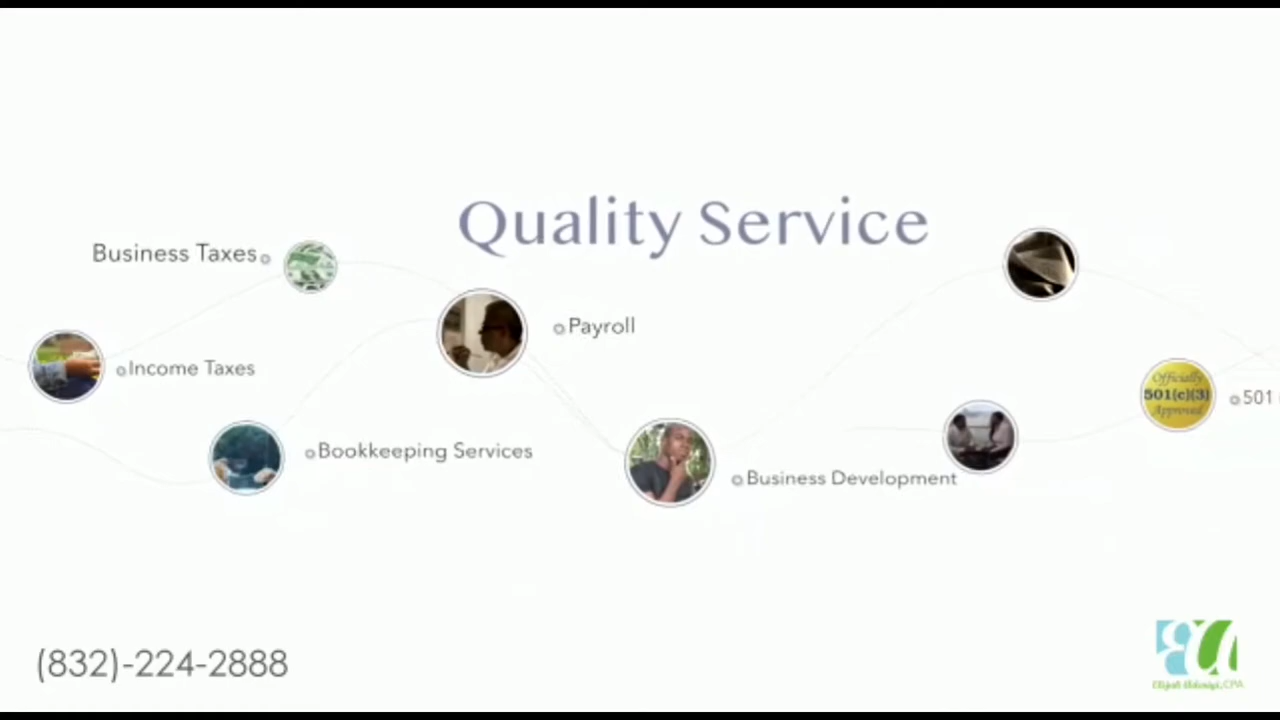 Quality Service
Business Taxes
Payroll
Income Taxes
Officially
501(c)(3)
Approved
501
Bookkeeping Services
Business Development
(832)-224-2888
CPA